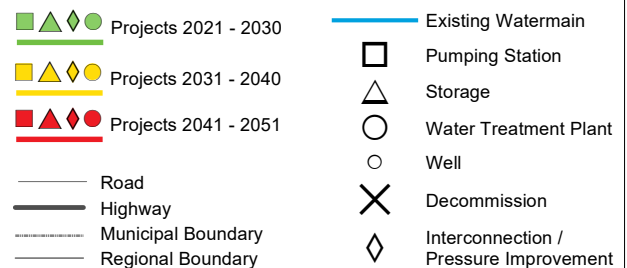 Projects 2021 - 2030
Projects 2031 - 2040
Projects 2041 - 2051
Road
Highway
Municipal Boundary
Regional Boundary
Existing Watermain
Pumping Station
Storage
Water Treatment Plant
Well
Decommission
Interconnection /
Pressure Improvement